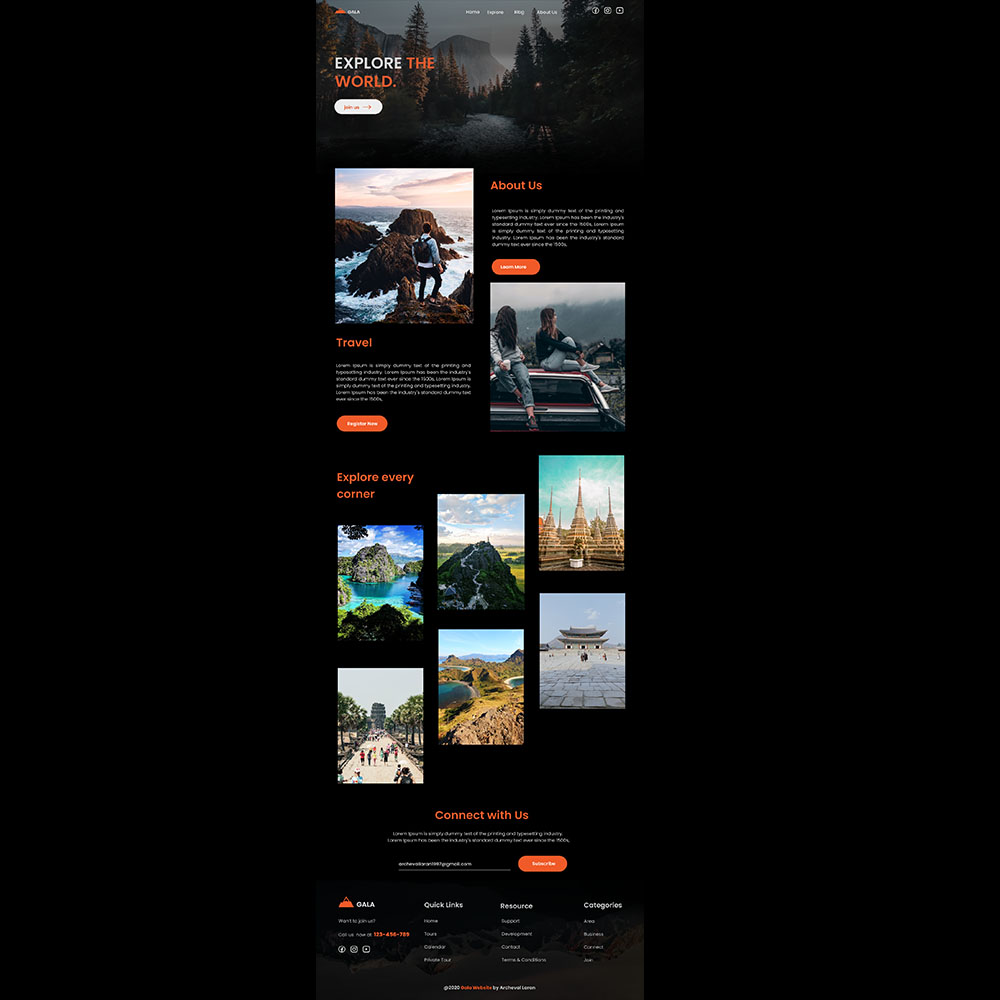 GALA
Home Explore Blog About Us
EXPLORE THE
WORLD.
Join us
About Us
Lorem Ipsum is simply dummy text of the printing and
typesetting industry. Lorem Ipsum has been the industry's
standard dummy text ever since the 1500s, Lorem Ipsum
is simply dummy text of the printing and typesetting
industry. Lorem Ipsum has been the industry's standard
dummy text ever since the 1500s,
Learn More
Travel
Lorem Ipsum is simply dummy text of the printing and
typesetting industry. Lorem Ipsum has been the industry's
standard dummy text ever since the 1500s, Lorem Ipsum is
simply dummy text of the printing and typesetting industry.
Lorem Ipsum has been the industry's standard dummy text
ever since the 1500s,
Register Now
Explore every
corner
Connect with Us
Lorem Ipsum is simply dummy text of the printing and typesetting industry.
Lorem Ipsum has been the industry's standard dummy text ever since the 1500s,
archevallaran1997@gmail.com
Subscribe
GALA
Wan't to join us?
Call us now at 123-456-789
Quick Links
Home
Tours
Calendar
Private Tour
Resource
Support
Development
Contact
Terms & Conditions
Categories
Area
Business
Connect
Join
@2020 Gala Website by Archeval Laran